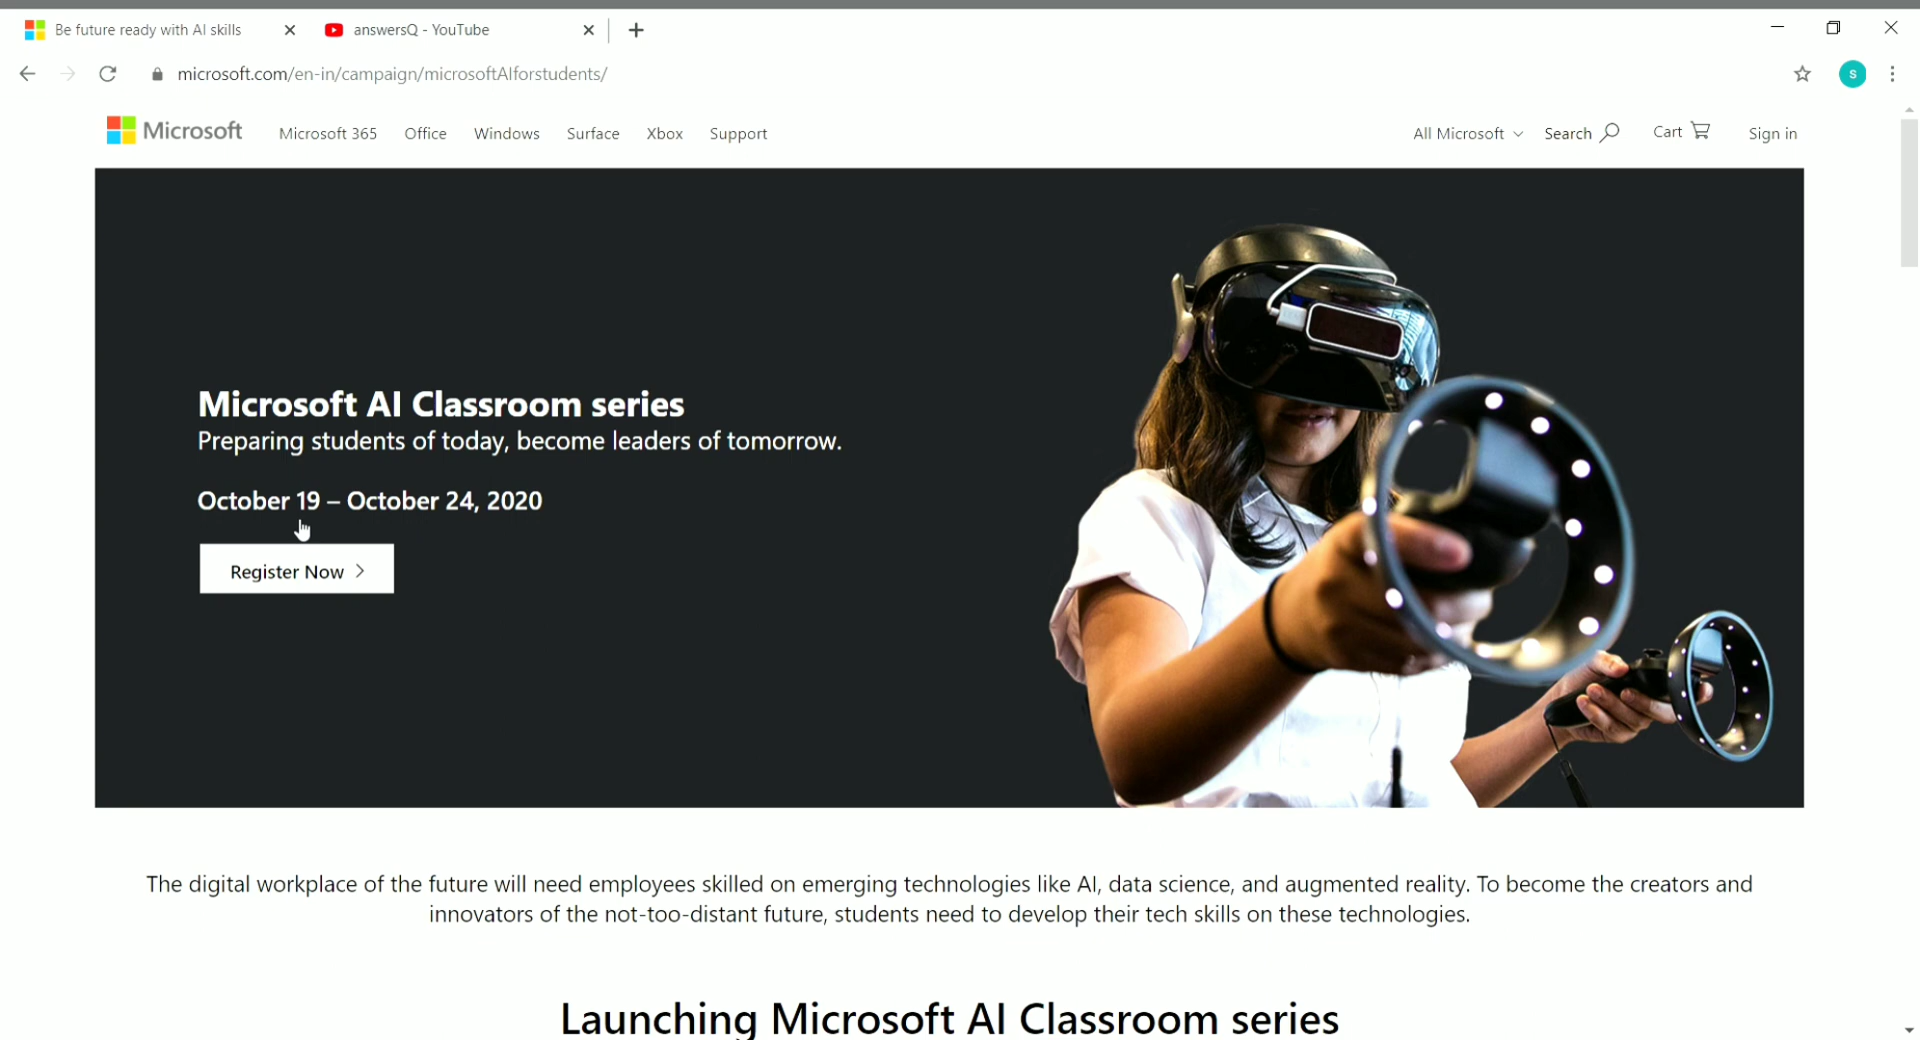 Be future ready with AI skills
answersQ - YouTube
microsoft.com/en-in/campaign/microsoftAIforstudents/
S
Microsoft
Microsoft 365 Office Windows Surface Xbox Support
All Microsoft Search Cart Sign in
Microsoft AI Classroom series
Preparing students of today, become leaders of tomorrow.
October 19 – October 24, 2020
Register Now
The digital workplace of the future will need employees skilled on emerging technologies like AI, data science, and augmented reality. To become the creators and
innovators of the not-too-distant future, students need to develop their tech skills on these technologies.
Launching Microsoft AI Classroom series